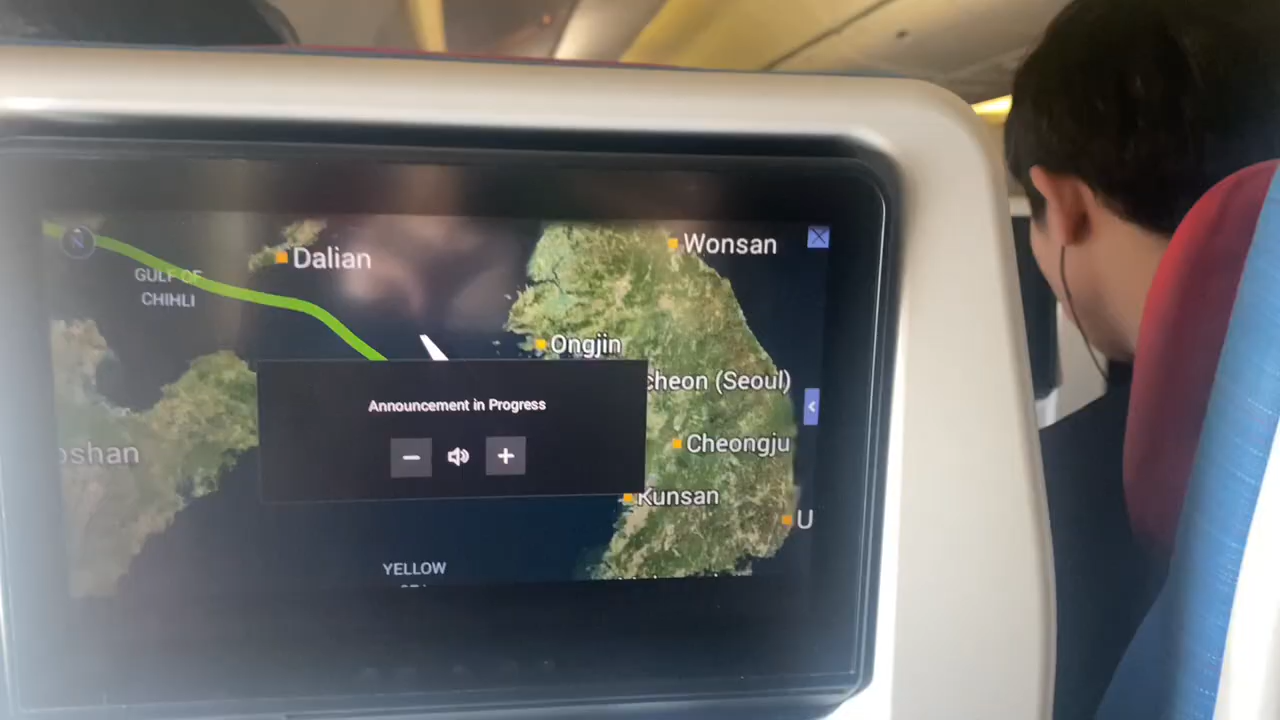 N
Wonsan
Dalian
GULF OF
CHIHLI
Ongjin
cheon (Seoul)
Announcement in Progress
Cheongju
oshan
− +
Kunsan
U
YELLOW